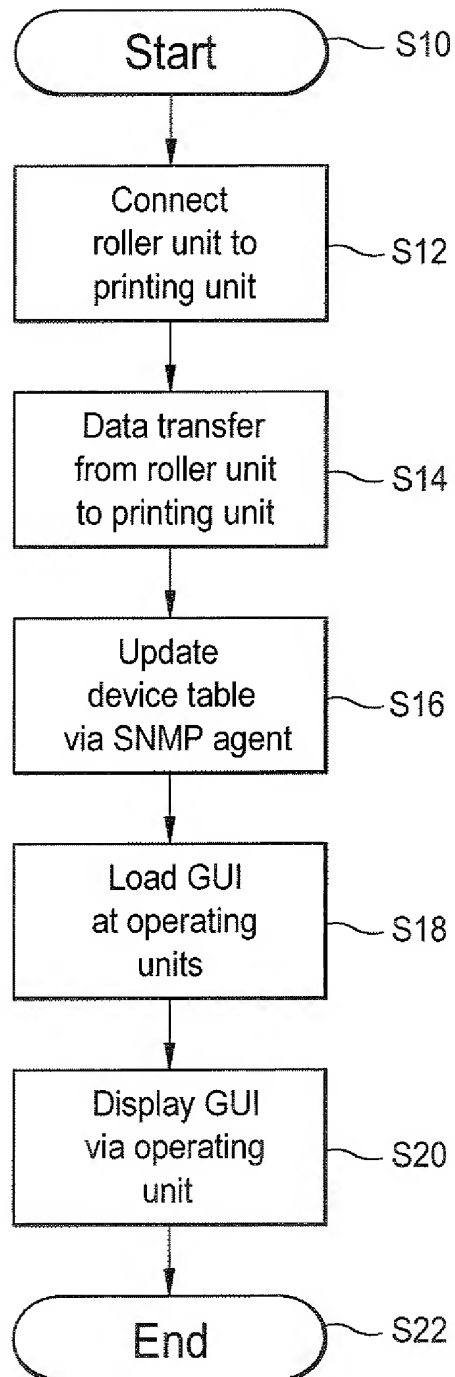 Start
S10
Connect
roller unit to
printing unit
S12
Data transfer
from roller unit
to printing unit
S14
Update
device table
via SNMP agent
S16
Load GUI
at operating
units
S18
Display GUI
via operating
unit
S20
End
S22